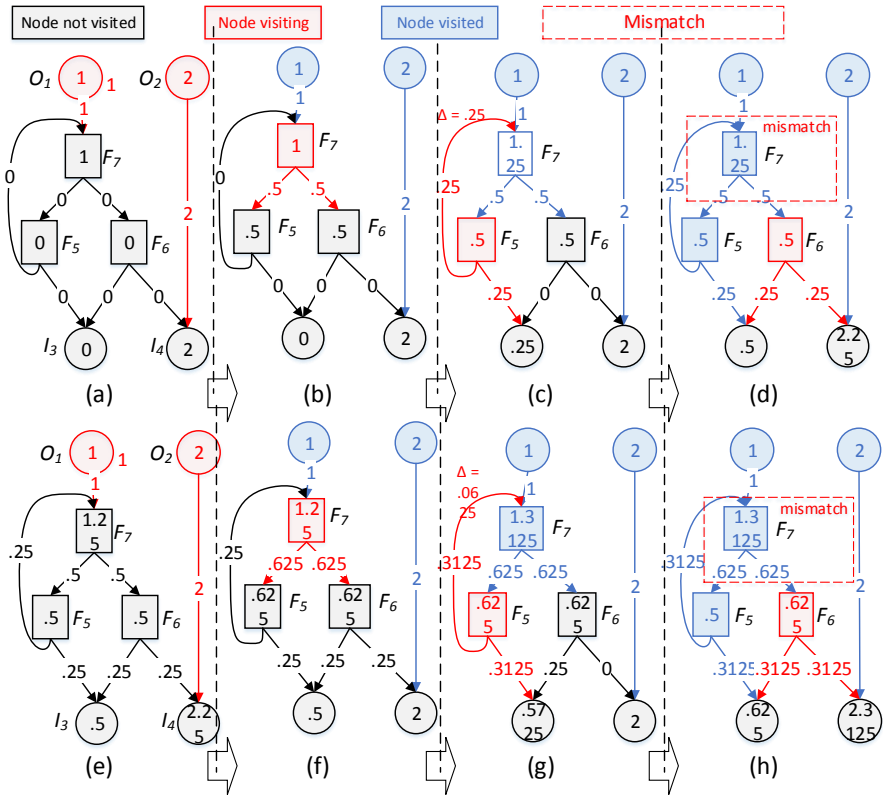 Node not visited
Node visiting
Node visited
Mismatch
O1
1
1
1
O2
2
1
F7
0
0
0
0
F5
0
F6
2
0
0
0
I3
0
I4
2
(a)
1
2
1
1
F7
0
.5
.5
.5
F5
.5
F6
2
0
0
0
0
2
(b)
1
2
Δ = .25
1
1.
25
F7
.25
.5
.5
.5
F5
.5
F6
2
.25
0
0
.25
2
(c)
1
2
1
mismatch
1.
25
F7
.25
.5
.5
.5
F5
.5
F6
2
.25
.25
.25
.5
2.2
5
(d)
O1
1
1
1
O2
2
1.2
5
F7
.25
.5
.5
.5
F5
.5
F6
2
.25
.25
.25
I3
.5
I4
2.2
5
(e)
1
2
1
1.2
5
F7
.25
.625
.625
.62
5
F5
.62
5
F6
2
.25
.25
.25
.5
2
(f)
1
2
Δ =
.06
25
1
1.3
125
F7
.3125
.625
.625
.62
5
F5
.62
5
F6
2
.3125
.25
0
.57
25
2
(g)
1
2
1
mismatch
1.3
125
F7
.3125
.625
.625
.5
F5
.62
5
F6
2
.3125
.3125
.3125
.62
5
2.3
125
(h)